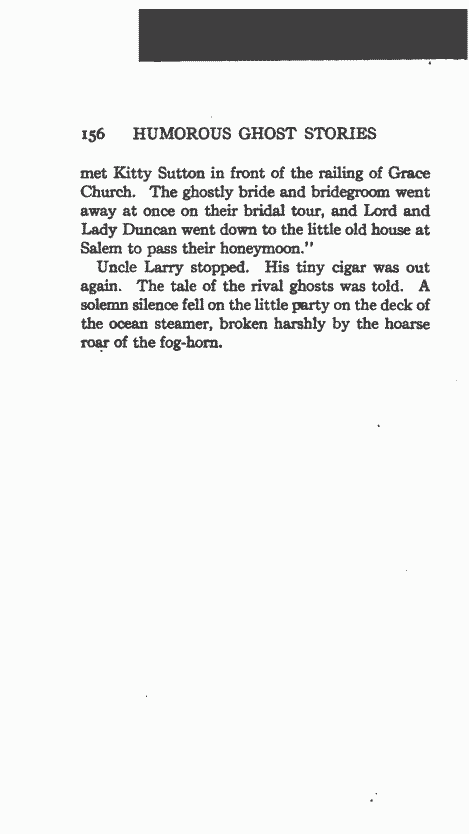 156 HUMOROUS GHOST STORIES
met Kitty Sutton in front of the railing of Grace
Church. The ghostly bride and bridegroom went
away at once on their bridal tour, and Lord and
Lady Duncan went down to the little old house at
Salem to pass their honeymoon."
Uncle Larry stopped. His tiny cigar was out
again. The tale of the rival ghosts was told. A
solemn silence fell on the little party on the deck of
the ocean steamer, broken harshly by the hoarse
roar of the fog-horn.